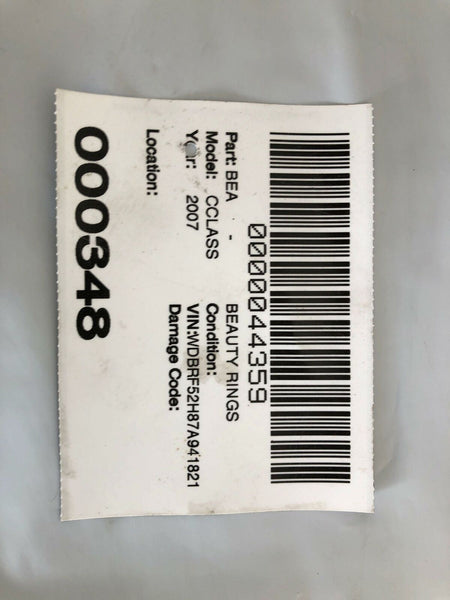 0000044359
Part: BEA - BEAUTY RINGS
Model: CCLASS Condition:
Year: 2007 VIN:WDBRF52H87A941821
Damage Code:
Location:
000348